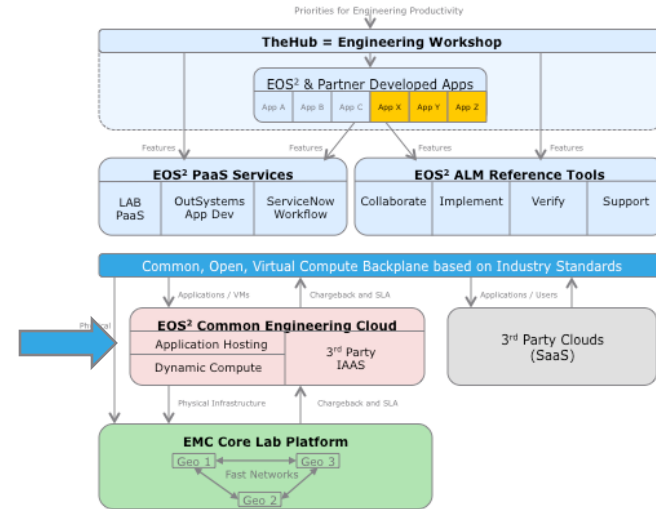 Priorities for Engineering Productivity
TheHub = Engineering Workshop
EOS² & Partner Developed Apps
App A
App B
App C
App X
App Y
App Z
Features
Features
Features
Features
EOS² PaaS Services
LAB
PaaS
OutSystems
App Dev
ServiceNow
Workflow
EOS² ALM Reference Tools
Collaborate
Implement
Verify
Support
Common, Open, Virtual Compute Backplane based on Industry Standards
Applications / VMs
Chargeback and SLA
Applications / Users
EOS² Common Engineering Cloud
Application Hosting
Dynamic Compute
3rd Party
IAAS
3rd Party Clouds
(SaaS)
Physical Infrastructure
Chargeback and SLA
EMC Core Lab Platform
Geo 1
Geo 3
Fast Networks
Geo 2